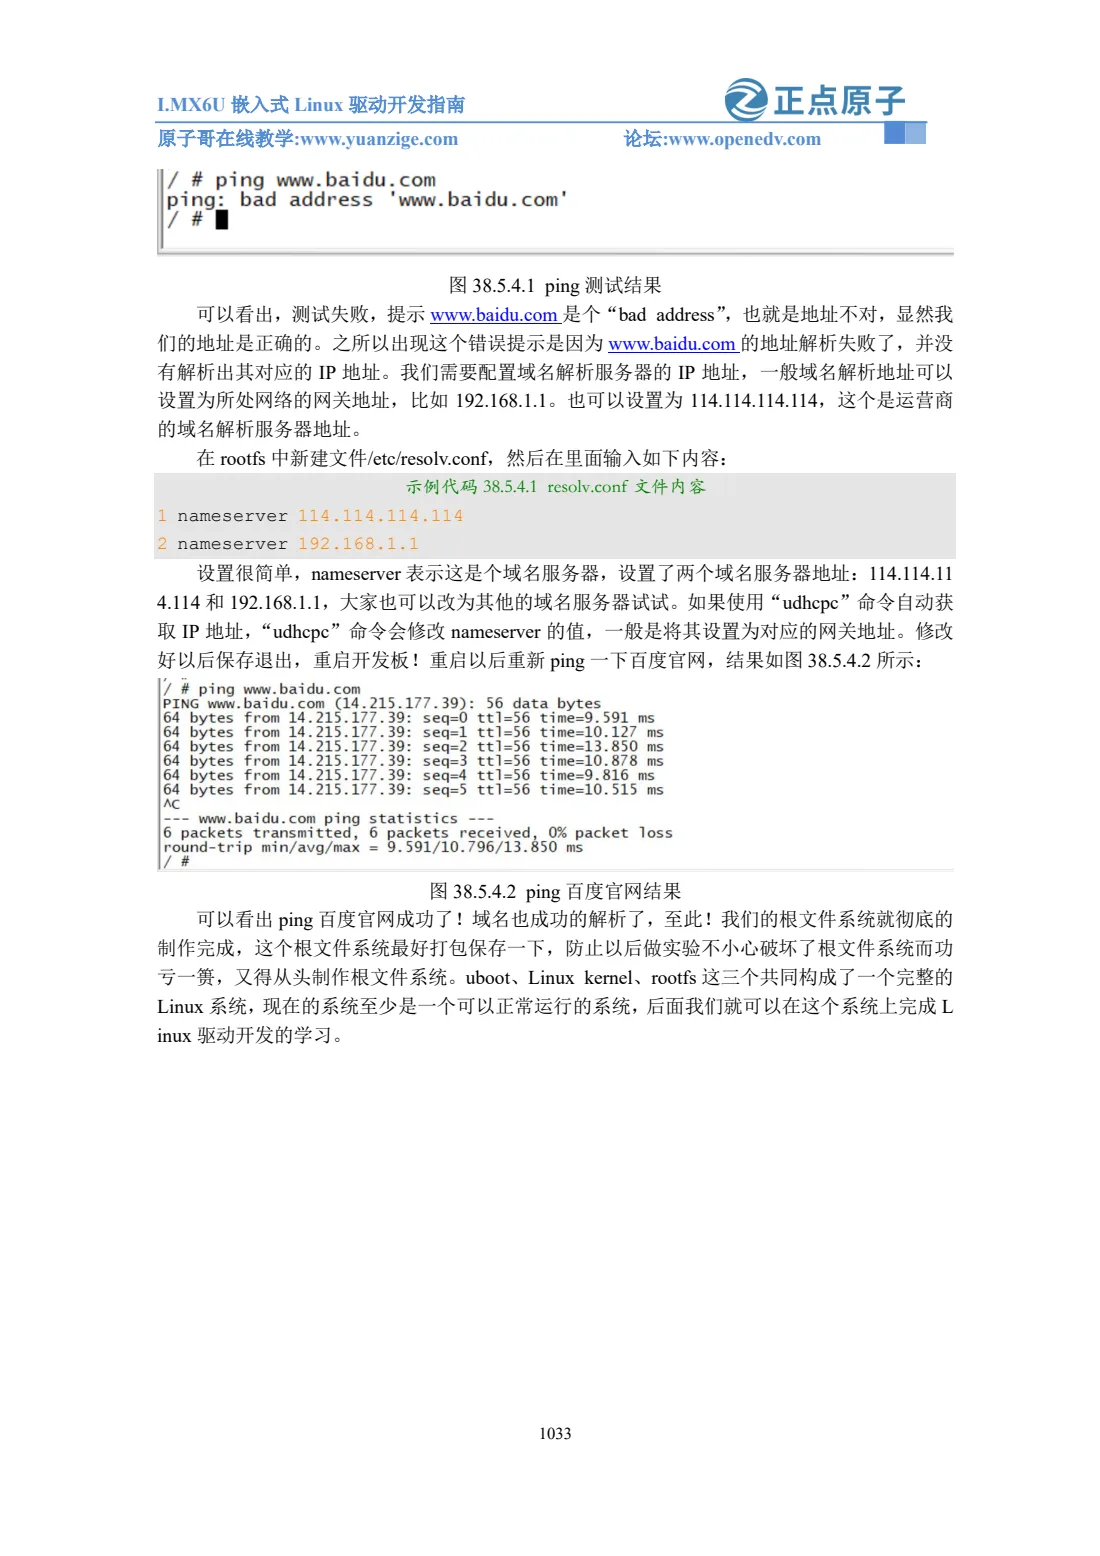 I.MX6U 嵌入式 Linux 驱动开发指南
正点原子
原子哥在线教学:www.yuanzige.com 论坛:www.openedv.com
/ # ping www.baidu.com
ping: bad address 'www.baidu.com'
/ #
图 38.5.4.1 ping 测试结果
可以看出，测试失败，提示 www.baidu.com 是个“bad address”，也就是地址不对，显然我
们的地址是正确的。之所以出现这个错误提示是因为 www.baidu.com 的地址解析失败了，并没
有解析出其对应的 IP 地址。我们需要配置域名解析服务器的 IP 地址，一般域名解析地址可以
设置为所处网络的网关地址，比如 192.168.1.1。也可以设置为 114.114.114.114，这个是运营商
的域名解析服务器地址。
在 rootfs 中新建文件/etc/resolv.conf，然后在里面输入如下内容：
示例代码 38.5.4.1 resolv.conf 文件内容
1 nameserver 114.114.114.114
2 nameserver 192.168.1.1
设置很简单，nameserver 表示这是个域名服务器，设置了两个域名服务器地址：114.114.11
4.114 和 192.168.1.1，大家也可以改为其他的域名服务器试试。如果使用“udhcpc”命令自动获
取 IP 地址，“udhcpc”命令会修改 nameserver 的值，一般是将其设置为对应的网关地址。修改
好以后保存退出，重启开发板！重启以后重新 ping 一下百度官网，结果如图 38.5.4.2 所示：
/ # ping www.baidu.com
PING www.baidu.com (14.215.177.39): 56 data bytes
64 bytes from 14.215.177.39: seq=0 ttl=56 time=9.591 ms
64 bytes from 14.215.177.39: seq=1 ttl=56 time=10.127 ms
64 bytes from 14.215.177.39: seq=2 ttl=56 time=13.850 ms
64 bytes from 14.215.177.39: seq=3 ttl=56 time=10.878 ms
64 bytes from 14.215.177.39: seq=4 ttl=56 time=9.816 ms
64 bytes from 14.215.177.39: seq=5 ttl=56 time=10.515 ms
^C
--- www.baidu.com ping statistics ---
6 packets transmitted, 6 packets received, 0% packet loss
round-trip min/avg/max = 9.591/10.796/13.850 ms
/ #
图 38.5.4.2 ping 百度官网结果
可以看出 ping 百度官网成功了！域名也成功的解析了，至此！我们的根文件系统就彻底的
制作完成，这个根文件系统最好打包保存一下，防止以后做实验不小心破坏了根文件系统而功
亏一篑，又得从头制作根文件系统。uboot、Linux kernel、rootfs 这三个共同构成了一个完整的
Linux 系统，现在的系统至少是一个可以正常运行的系统，后面我们就可以在这个系统上完成 L
inux 驱动开发的学习。
1033